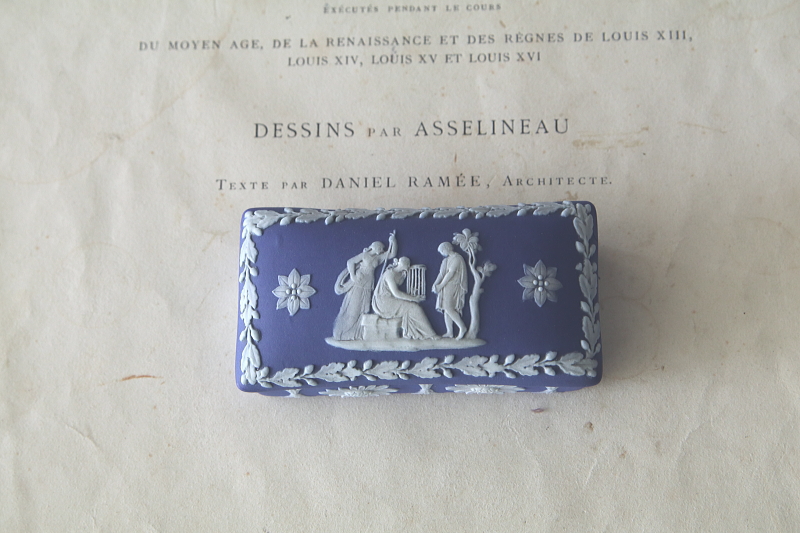 EXÉCUTÉS PENDANT LE COURS
DU MOYEN AGE, DE LA RENAISSANCE ET DES RÈGNES DE LOUIS XIII,
LOUIS XIV, LOUIS XV ET LOUIS XVI
DESSINS PAR ASSELINEAU
TEXTE PAR DANIEL RAMÉE, ARCHITECTE.